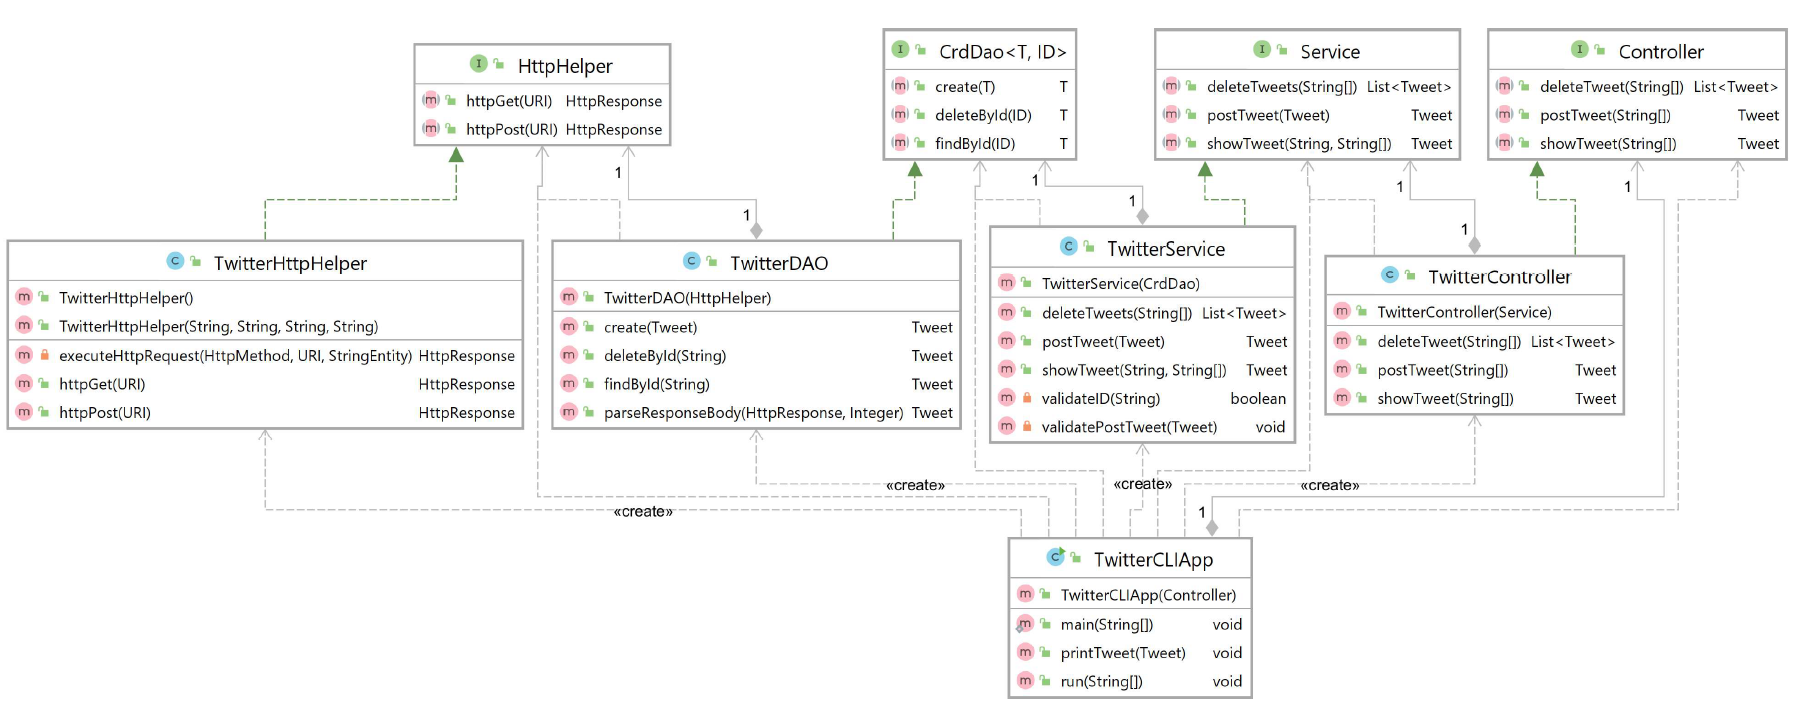 HttpHelper
httpGet(URI) HttpResponse
httpPost(URI) HttpResponse
CrdDao<T, ID>
create(T) T
deleteById(ID) T
findById(ID) T
Service
deleteTweets(String[]) List<Tweet>
postTweet(Tweet) Tweet
showTweet(String, String[]) Tweet
Controller
deleteTweet(String[]) List<Tweet>
postTweet(String[]) Tweet
showTweet(String[]) Tweet
1
1
1
1
1
1
1
TwitterHttpHelper
TwitterHttpHelper()
TwitterHttpHelper(String, String, String, String)
executeHttpRequest(HttpMethod, URI, StringEntity) HttpResponse
httpGet(URI) HttpResponse
httpPost(URI) HttpResponse
TwitterDAO
TwitterDAO(HttpHelper)
create(Tweet) Tweet
deleteById(String) Tweet
findById(String) Tweet
parseResponseBody(HttpResponse, Integer) Tweet
TwitterService
TwitterService(CrdDao)
deleteTweets(String[]) List<Tweet>
postTweet(Tweet) Tweet
showTweet(String, String[]) Tweet
validateID(String) boolean
validatePostTweet(Tweet) void
TwitterController
TwitterController(Service)
deleteTweet(String[]) List<Tweet>
postTweet(String[]) Tweet
showTweet(String[]) Tweet
«create»
«create»
«create»
«create»
1
TwitterCLIApp
TwitterCLIApp(Controller)
main(String[]) void
printTweet(Tweet) void
run(String[]) void